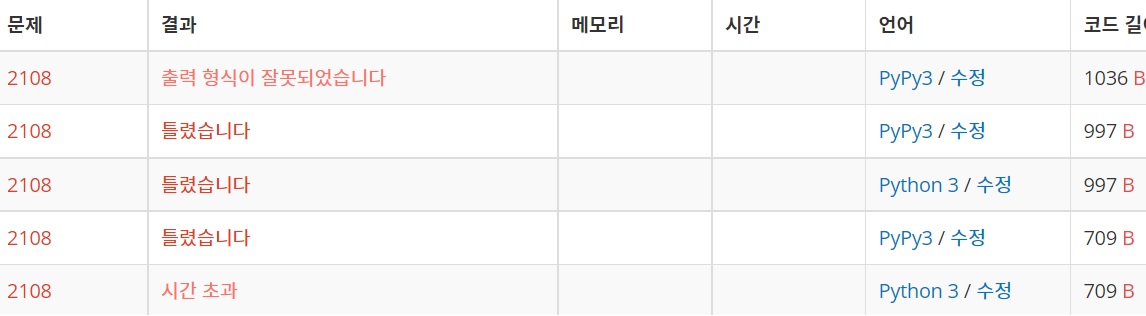 문제 결과 메모리 시간 언어 코드 길
2108 출력 형식이 잘못되었습니다 PyPy3 / 수정 1036 B
2108 틀렸습니다 PyPy3 / 수정 997 B
2108 틀렸습니다 Python 3 / 수정 997 B
2108 틀렸습니다 PyPy3 / 수정 709 B
2108 시간 초과 Python 3 / 수정 709 B